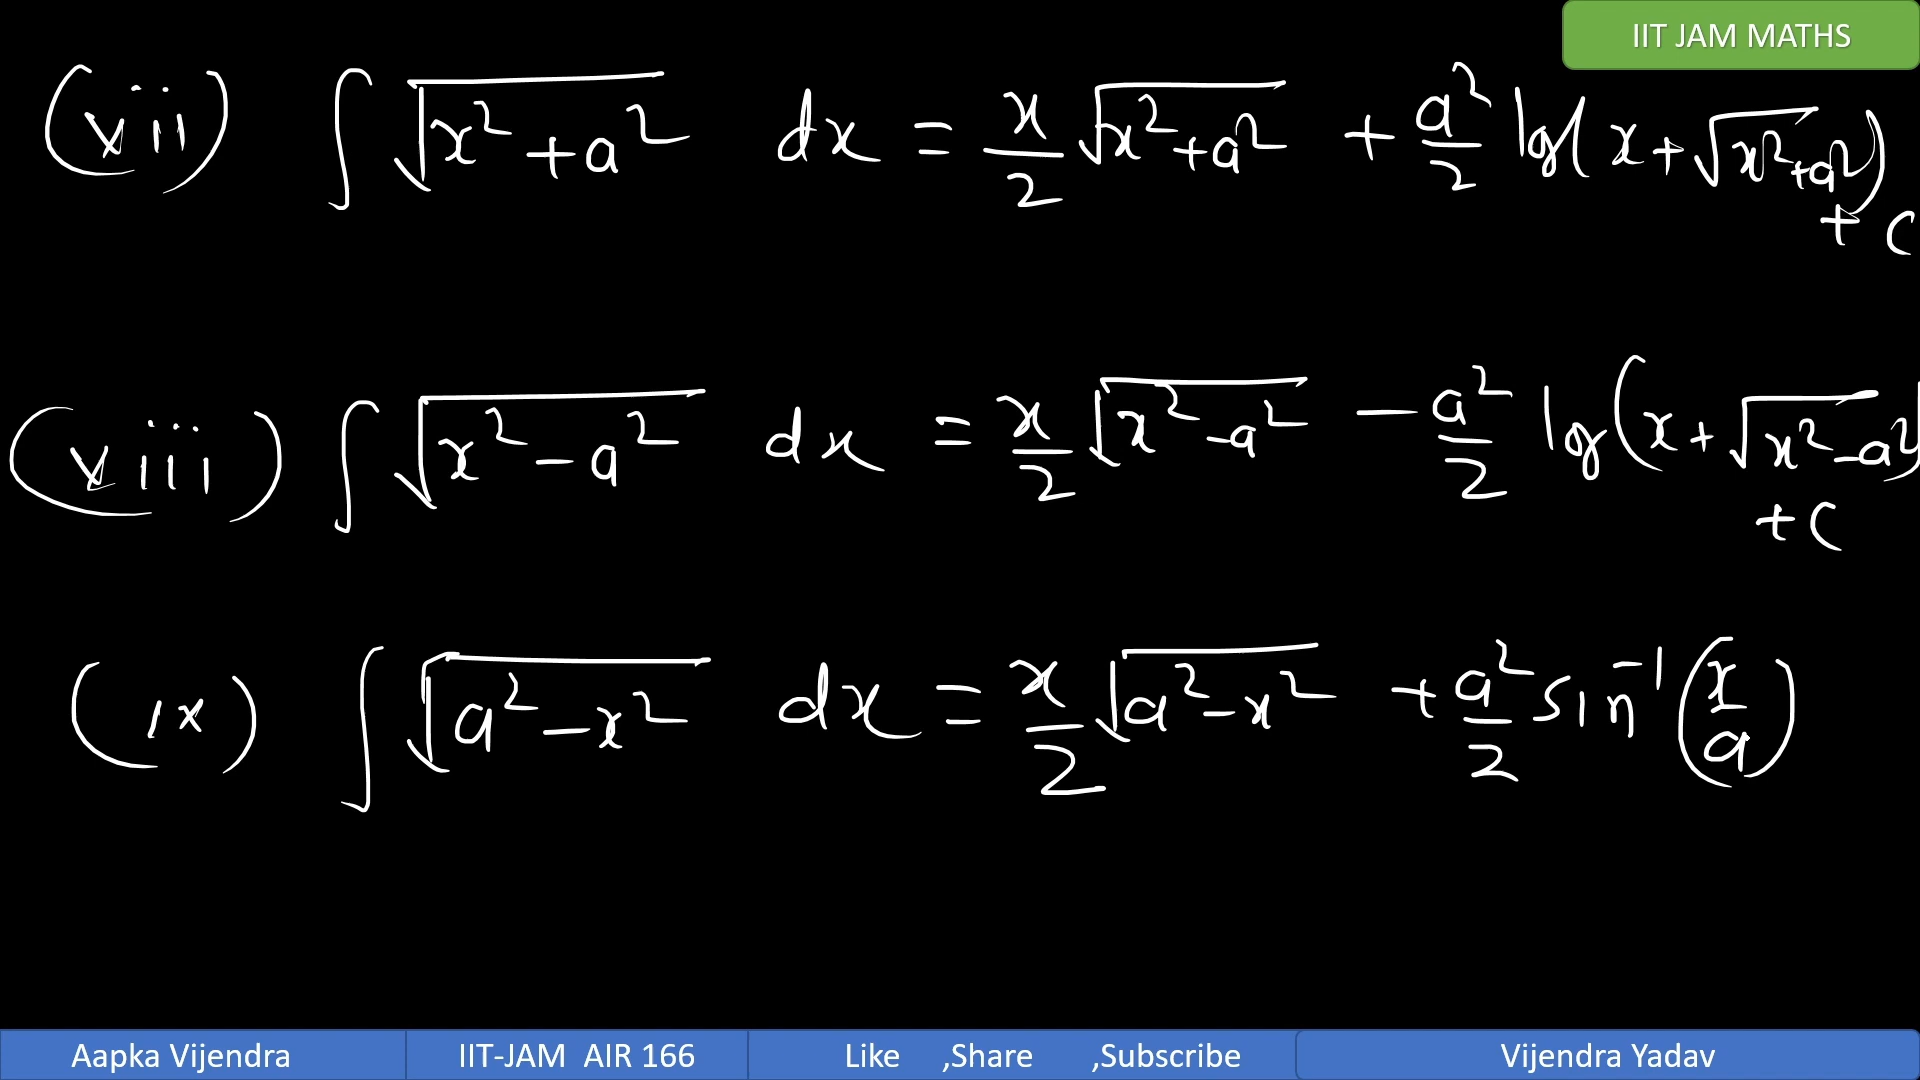 IIT JAM MATHS
(vii) ∫ √(x² + a²) dx = x/2 √(x² + a²) + a²/2 log(x + √(x² + a²)) + C
(viii) ∫ √(x² - a²) dx = x/2 √(x² - a²) - a²/2 log(x + √(x² - a²)) + C
(ix) ∫ √(a² - x²) dx = x/2 √(a² - x²) + a²/2 sin⁻¹(x/a)
Aapka Vijendra IIT-JAM AIR 166 Like ,Share ,Subscribe Vijendra Yadav